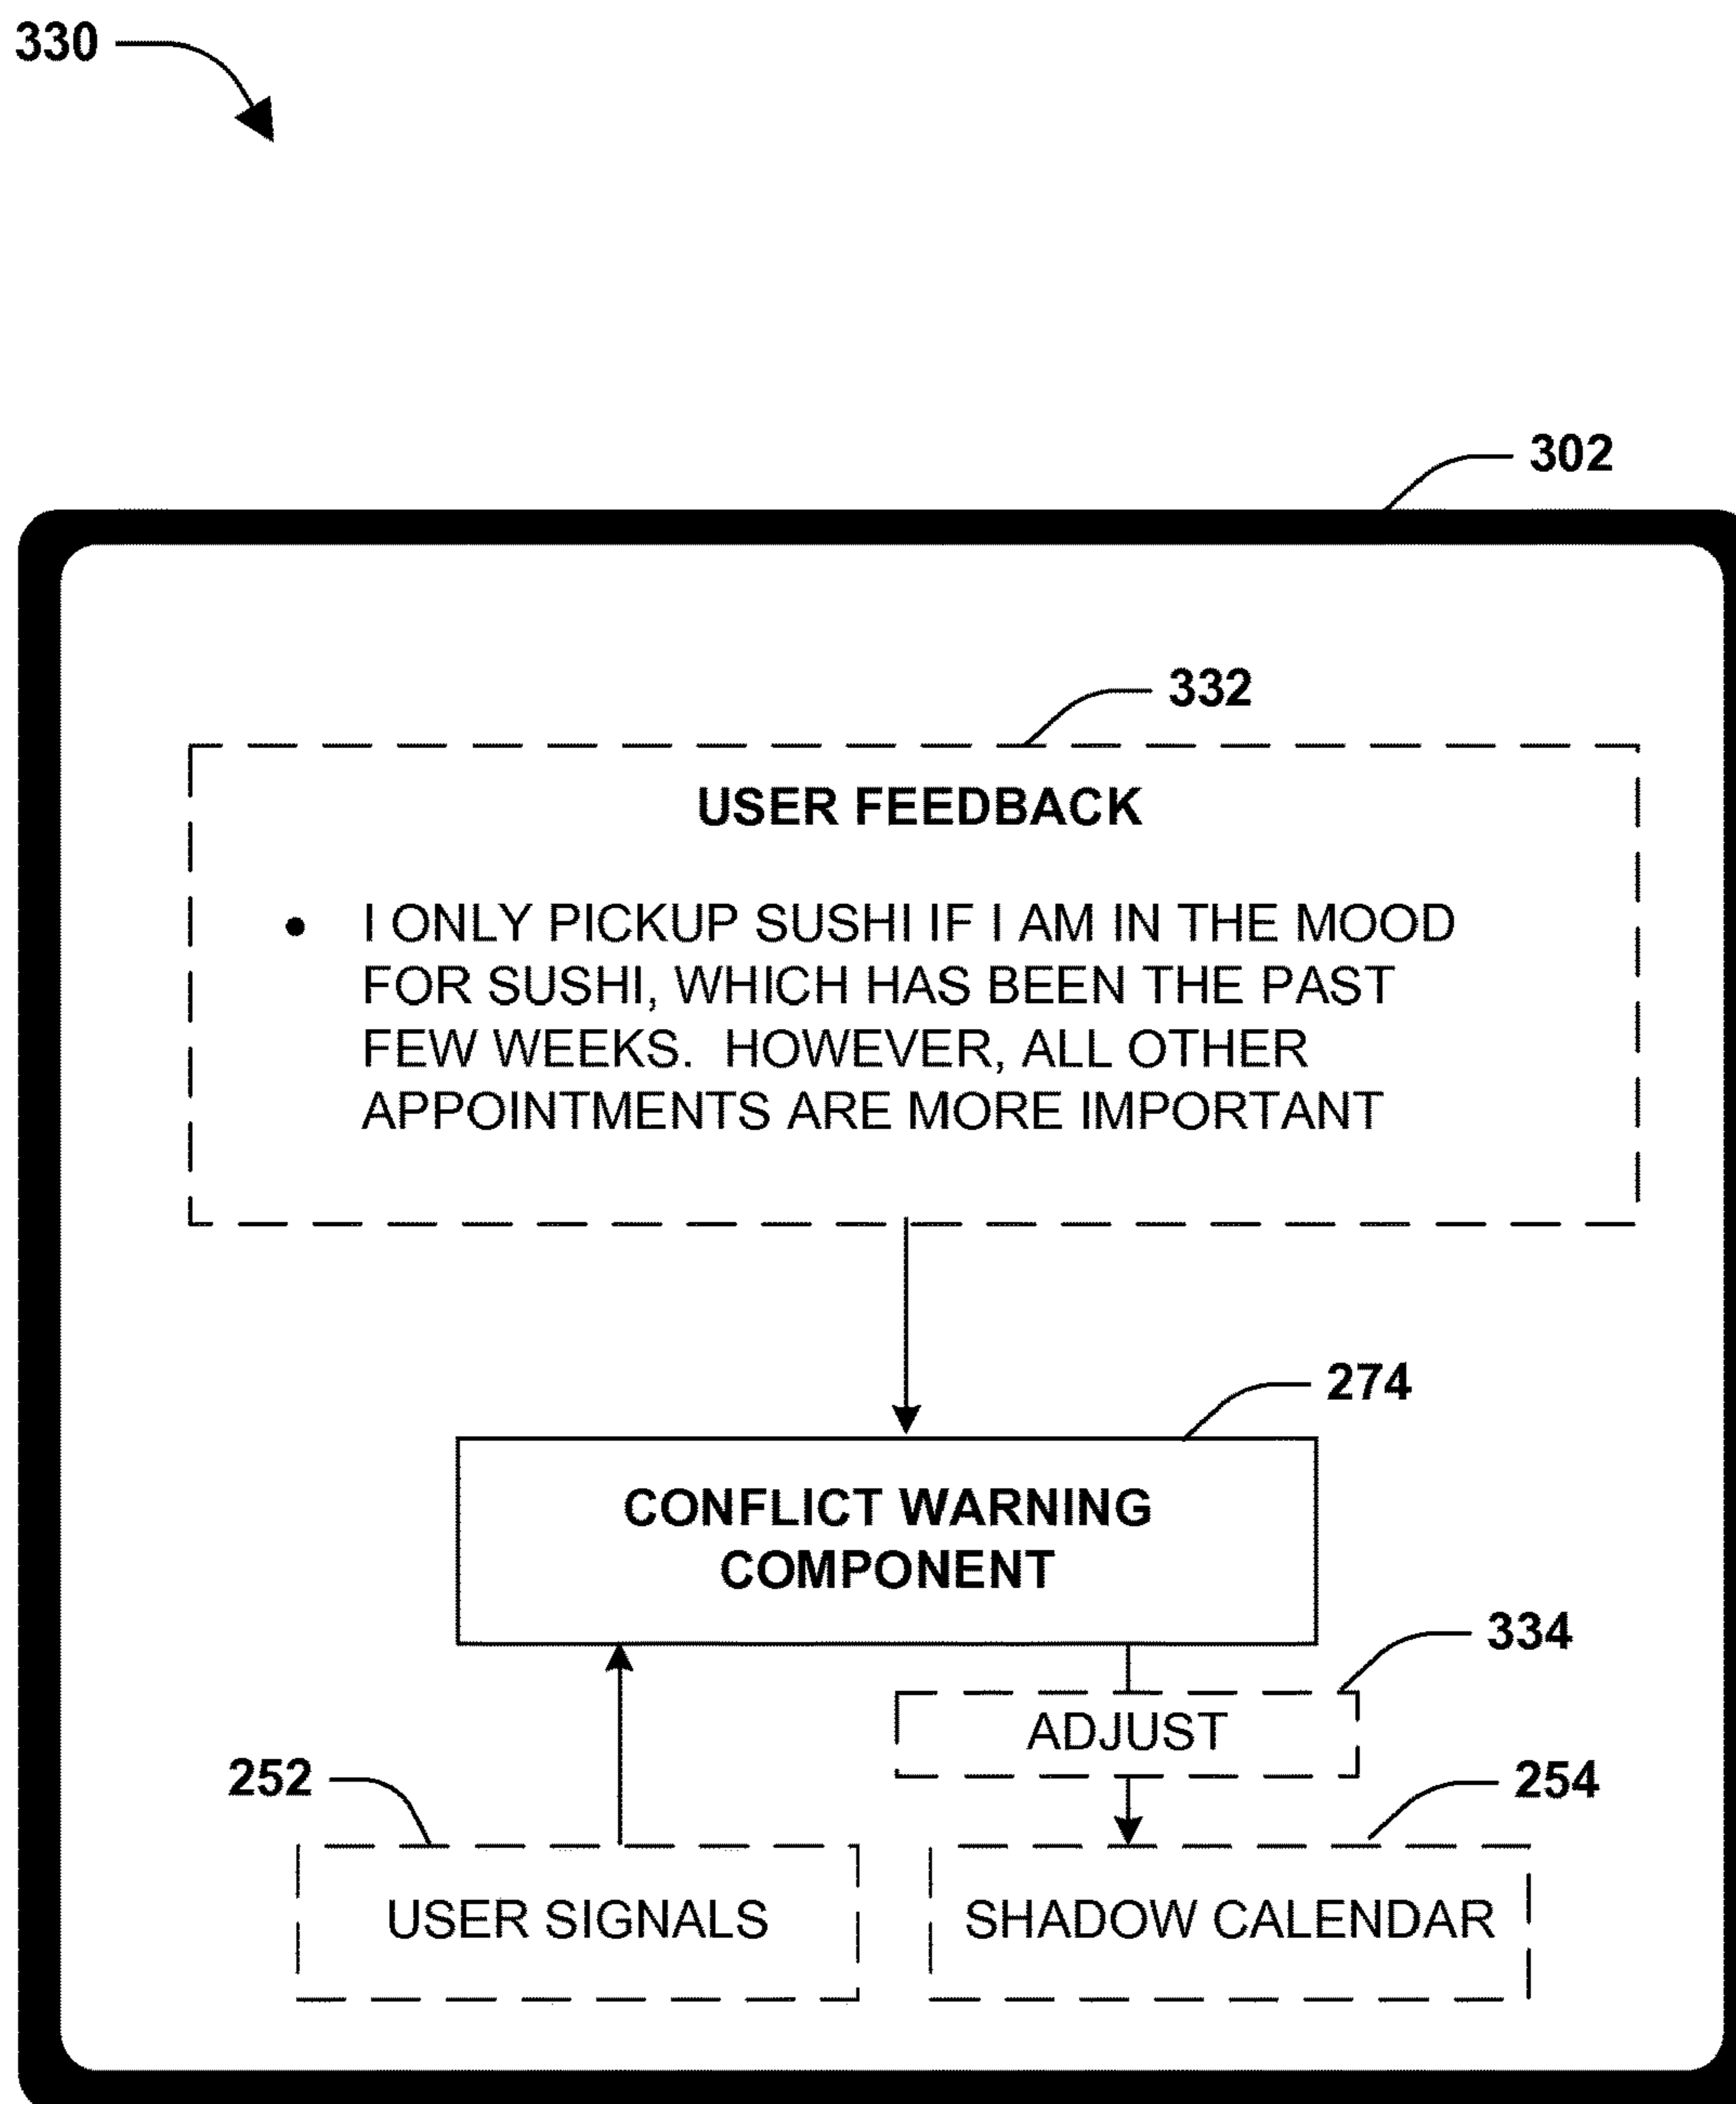 330
302
332
USER FEEDBACK
• I ONLY PICKUP SUSHI IF I AM IN THE MOOD
FOR SUSHI, WHICH HAS BEEN THE PAST
FEW WEEKS.  HOWEVER, ALL OTHER
APPOINTMENTS ARE MORE IMPORTANT
274
CONFLICT WARNING
COMPONENT
334
ADJUST
252
254
USER SIGNALS
SHADOW CALENDAR